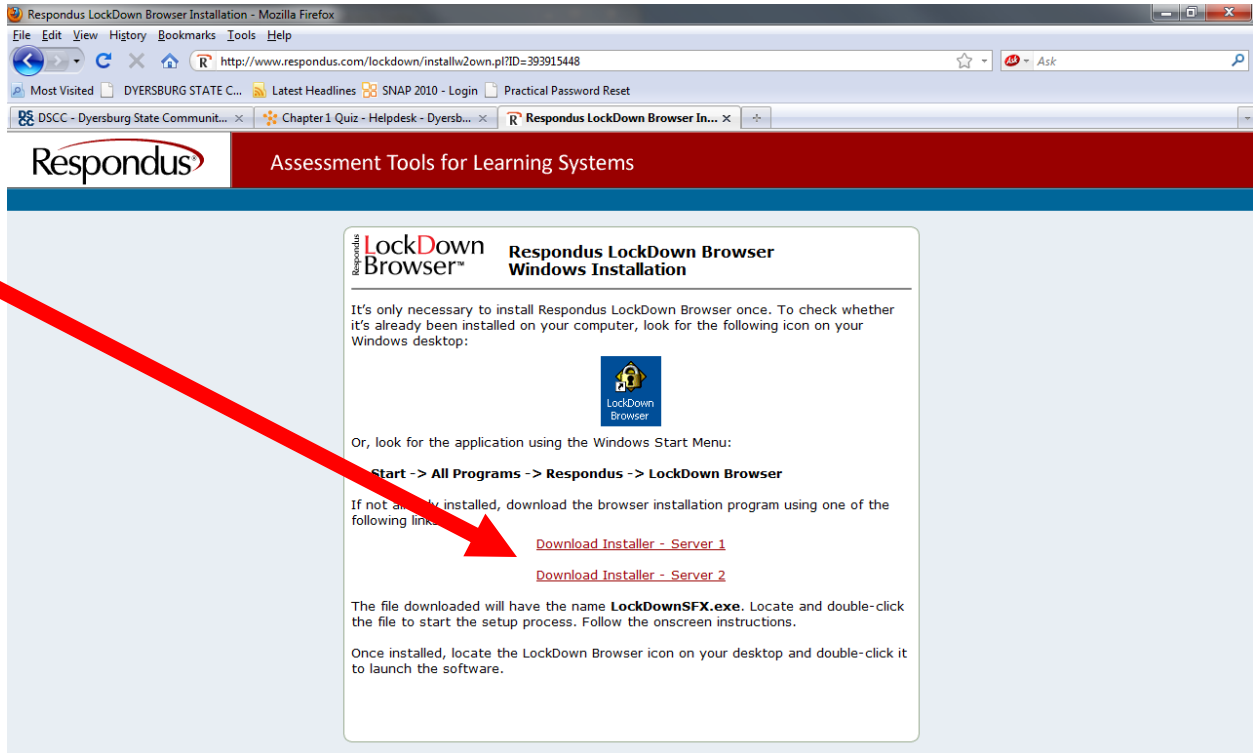 Respondus LockDown Browser Installation - Mozilla Firefox
File Edit View History Bookmarks Tools Help
http://www.respondus.com/lockdown/installw2own.pl?ID=393915448
Ask
Most Visited DYERSBURG STATE C... Latest Headlines SNAP 2010 - Login Practical Password Reset
DSCC - Dyersburg State Communit... Chapter 1 Quiz - Helpdesk - Dyersb... Respondus LockDown Browser In...
Respondus Assessment Tools for Learning Systems
Respondus LockDown Browser™
Respondus LockDown Browser
Windows Installation
It's only necessary to install Respondus LockDown Browser once. To check whether
it's already been installed on your computer, look for the following icon on your
Windows desktop:
LockDown
Browser
Or, look for the application using the Windows Start Menu:
Start -> All Programs -> Respondus -> LockDown Browser
If not already installed, download the browser installation program using one of the
following links
Download Installer - Server 1
Download Installer - Server 2
The file downloaded will have the name LockDownSFX.exe. Locate and double-click
the file to start the setup process. Follow the onscreen instructions.
Once installed, locate the LockDown Browser icon on your desktop and double-click it
to launch the software.